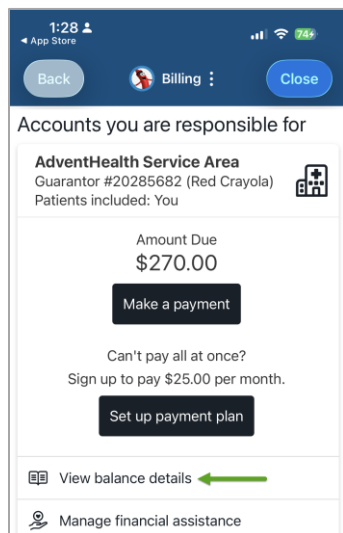 1:28
◄ App Store
74
Back
Billing
Close
Accounts you are responsible for
AdventHealth Service Area
Guarantor #20285682 (Red Crayola)
Patients included: You
Amount Due
$270.00
Make a payment
Can't pay all at once?
Sign up to pay $25.00 per month.
Set up payment plan
View balance details
Manage financial assistance